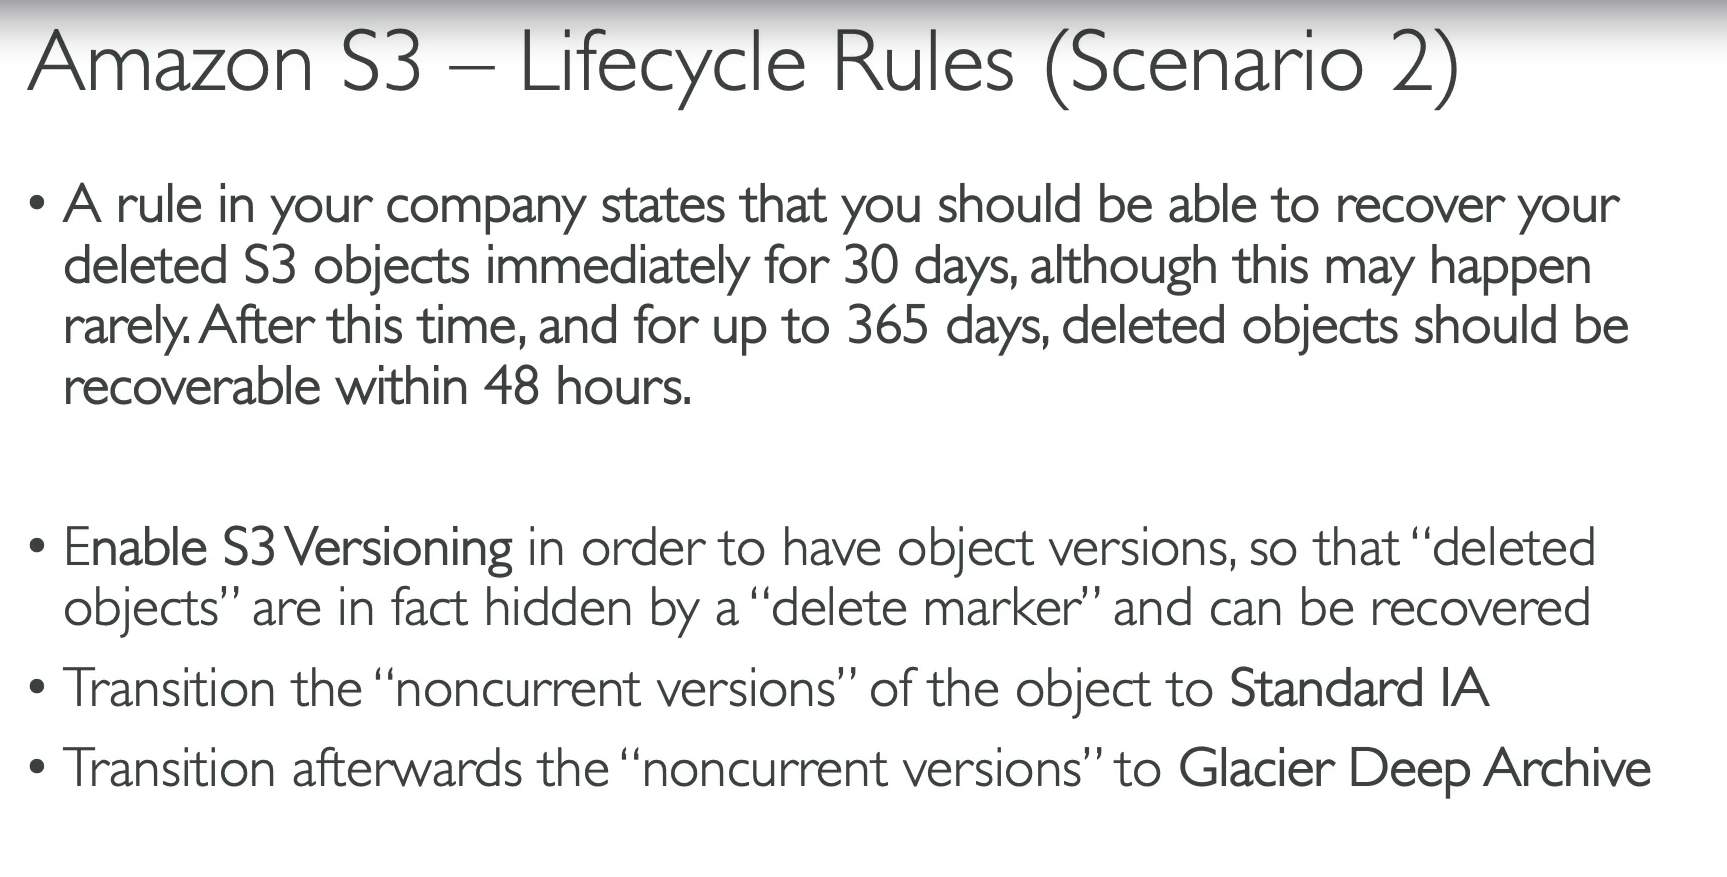 Amazon S3 – Lifecycle Rules (Scenario 2)
• A rule in your company states that you should be able to recover your
deleted S3 objects immediately for 30 days, although this may happen
rarely. After this time, and for up to 365 days, deleted objects should be
recoverable within 48 hours.
• Enable S3 Versioning in order to have object versions, so that “deleted
objects” are in fact hidden by a “delete marker” and can be recovered
• Transition the “noncurrent versions” of the object to Standard IA
• Transition afterwards the “noncurrent versions” to Glacier Deep Archive